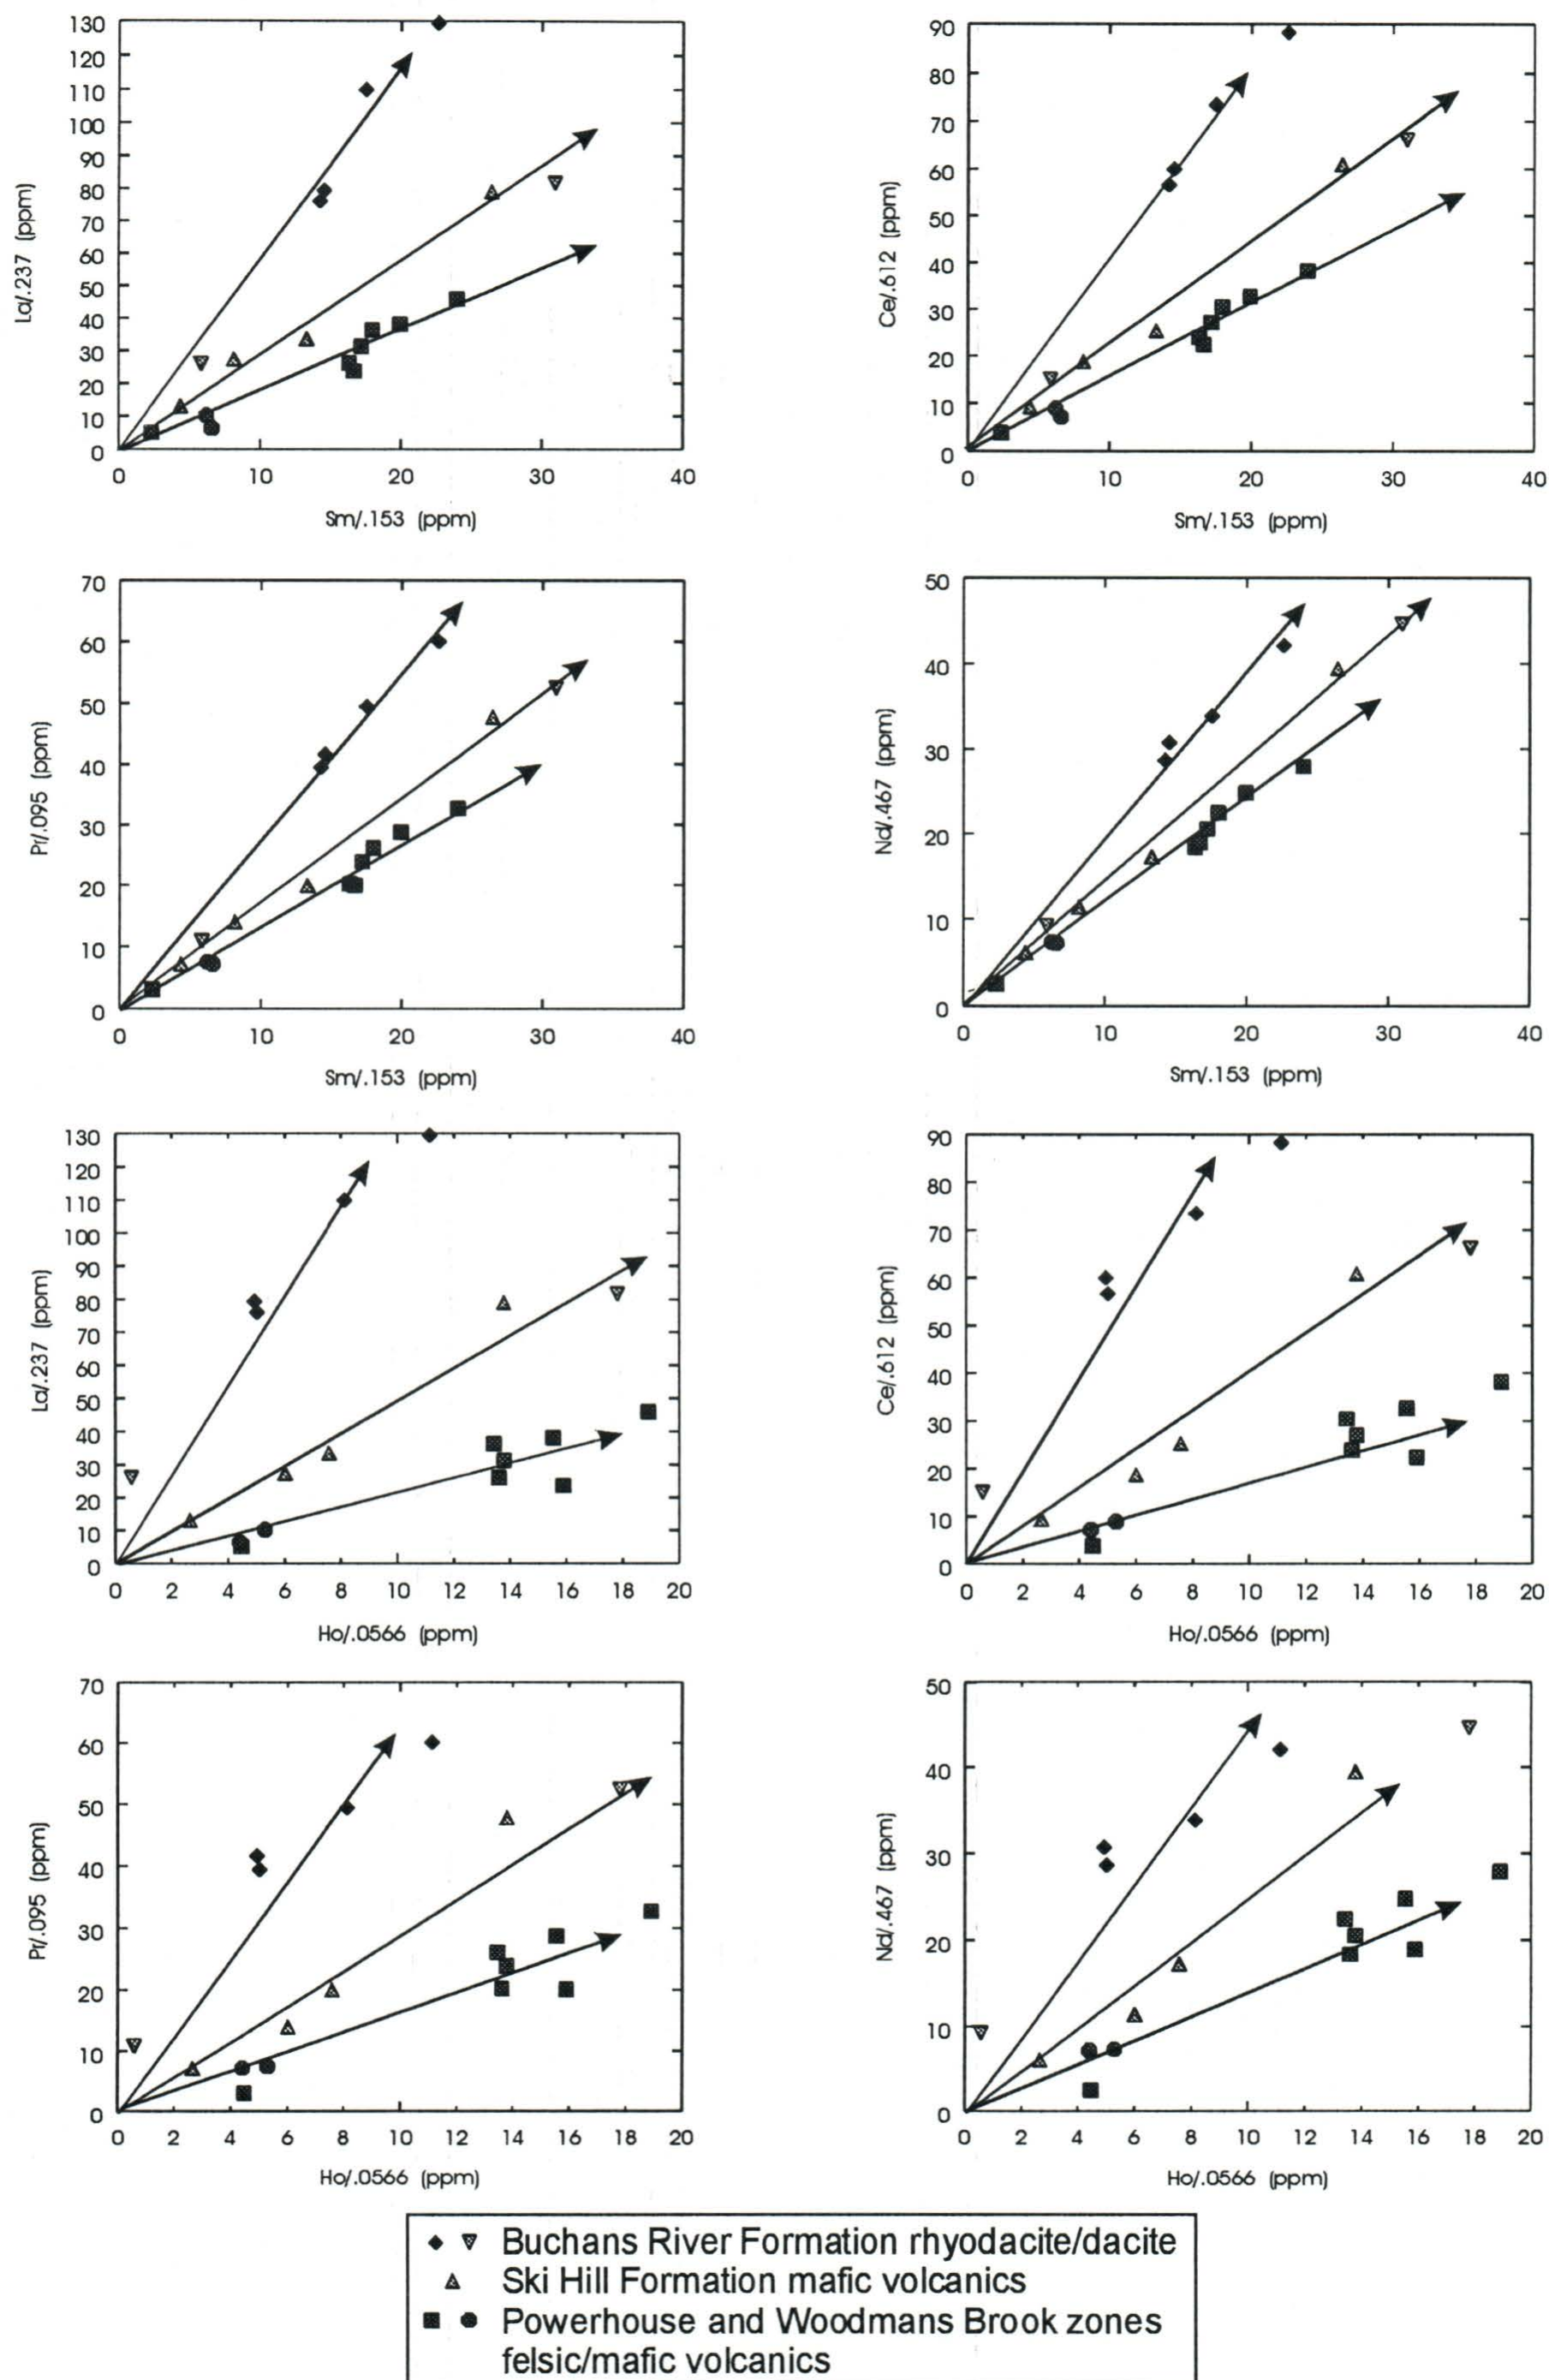 130
120
110
100
90
80
70
60
50
40
30
20
10
0
La/.237 (ppm)
0 10 20 30 40
Sm/.153 (ppm)
90
80
70
60
50
40
30
20
10
0
Ce/.612 (ppm)
0 10 20 30 40
Sm/.153 (ppm)
70
60
50
40
30
20
10
0
Pr/.095 (ppm)
0 10 20 30 40
Sm/.153 (ppm)
50
40
30
20
10
0
Nd/.467 (ppm)
0 10 20 30 40
Sm/.153 (ppm)
130
120
110
100
90
80
70
60
50
40
30
20
10
0
La/.237 (ppm)
0 2 4 6 8 10 12 14 16 18 20
Ho/.0566 (ppm)
90
80
70
60
50
40
30
20
10
0
Ce/.612 (ppm)
0 2 4 6 8 10 12 14 16 18 20
Ho/.0566 (ppm)
70
60
50
40
30
20
10
0
Pr/.095 (ppm)
0 2 4 6 8 10 12 14 16 18 20
Ho/.0566 (ppm)
50
40
30
20
10
0
Nd/.467 (ppm)
0 2 4 6 8 10 12 14 16 18 20
Ho/.0566 (ppm)
Buchans River Formation rhyodacite/dacite
Ski Hill Formation mafic volcanics
Powerhouse and Woodmans Brook zones
felsic/mafic volcanics